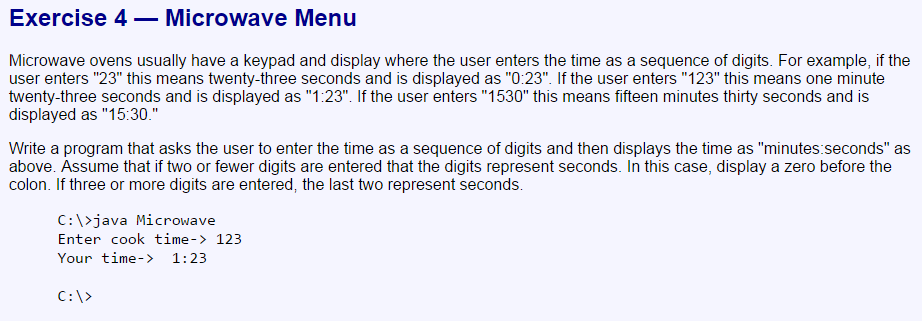 Exercise 4 — Microwave Menu
Microwave ovens usually have a keypad and display where the user enters the time as a sequence of digits. For example, if the
user enters "23" this means twenty-three seconds and is displayed as "0:23". If the user enters "123" this means one minute
twenty-three seconds and is displayed as "1:23". If the user enters "1530" this means fifteen minutes thirty seconds and is
displayed as "15:30."
Write a program that asks the user to enter the time as a sequence of digits and then displays the time as "minutes:seconds" as
above. Assume that if two or fewer digits are entered that the digits represent seconds. In this case, display a zero before the
colon. If three or more digits are entered, the last two represent seconds.
C:\>java Microwave
Enter cook time-> 123
Your time->  1:23
C:\>